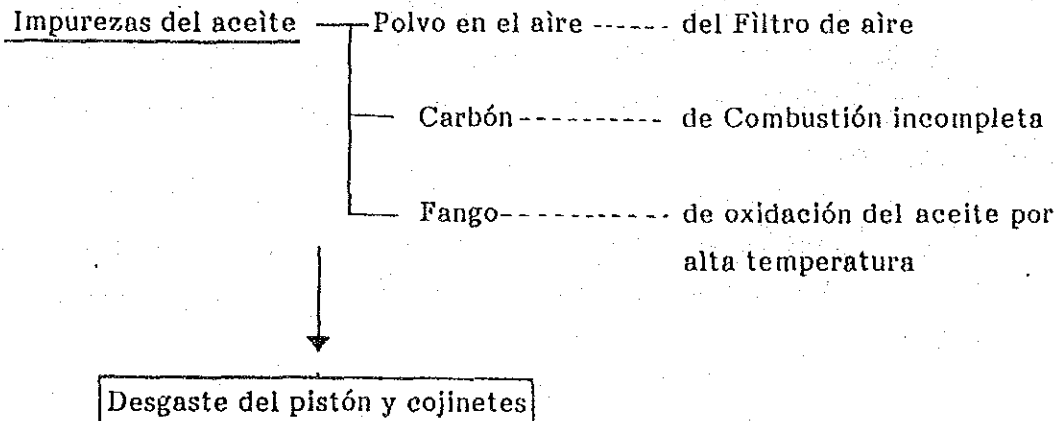 Impurezas del aceite Polvo en el aire ------ del Filtro de aire
Carbón ---------- de Combustión incompleta
Fango ----------- de oxidación del aceite por
alta temperatura
Desgaste del pistón y cojinetes